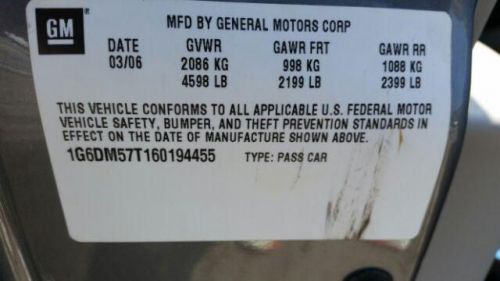 GM
MFD BY GENERAL MOTORS CORP
DATE GVWR GAWR FRT GAWR RR
03/06 2086 KG 998 KG 1088 KG
4598 LB 2199 LB 2399 LB
THIS VEHICLE CONFORMS TO ALL APPLICABLE U.S. FEDERAL MOTOR
VEHICLE SAFETY, BUMPER, AND THEFT PREVENTION STANDARDS IN
EFFECT ON THE DATE OF MANUFACTURE SHOWN ABOVE.
1G6DM57T160194455 TYPE: PASS CAR